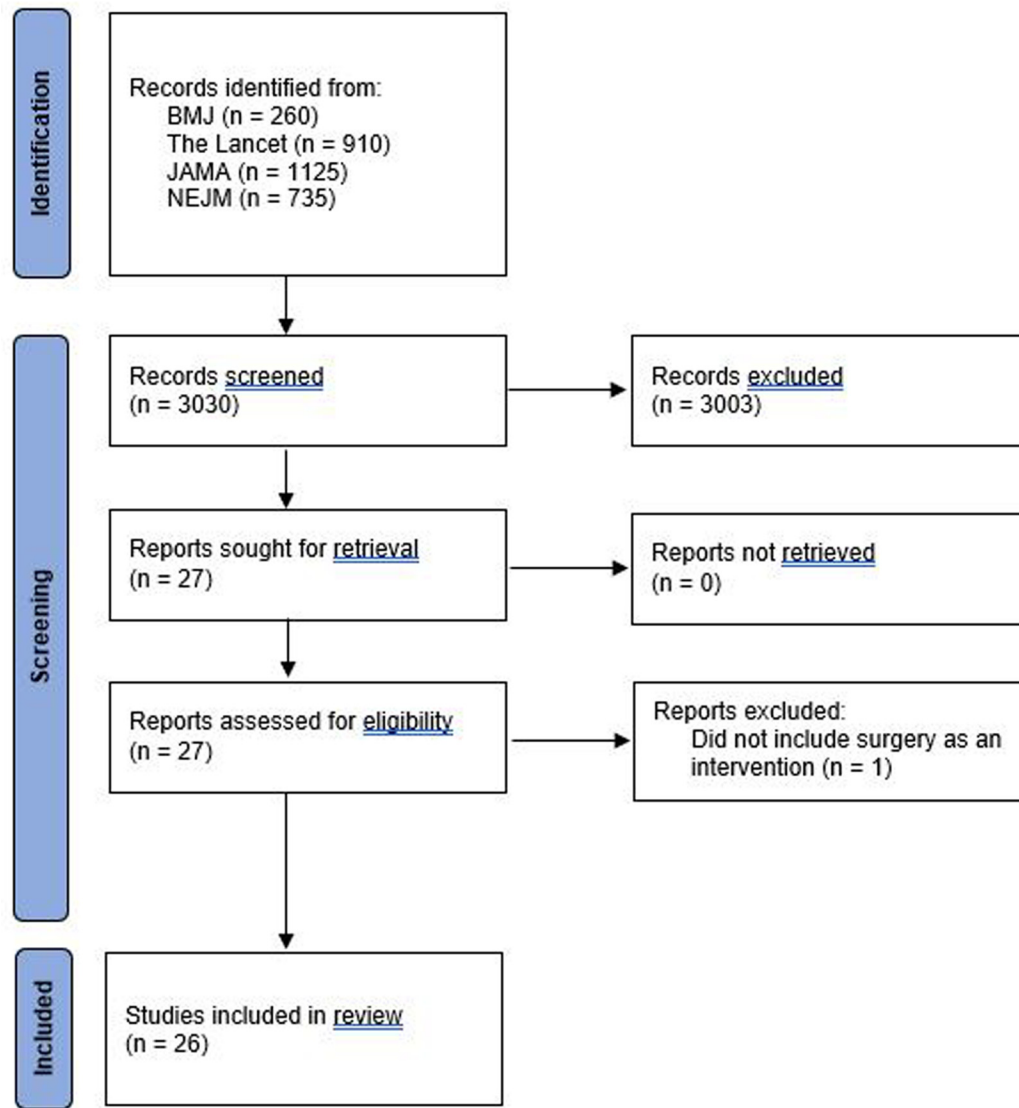 Identification
Records identified from:
BMJ (n = 260)
The Lancet (n = 910)
JAMA (n = 1125)
NEJM (n = 735)
Screening
Records screened
(n = 3030)
Records excluded
(n = 3003)
Reports sought for retrieval
(n = 27)
Reports not retrieved
(n = 0)
Reports assessed for eligibility
(n = 27)
Reports excluded:
Did not include surgery as an
intervention (n = 1)
Included
Studies included in review
(n = 26)